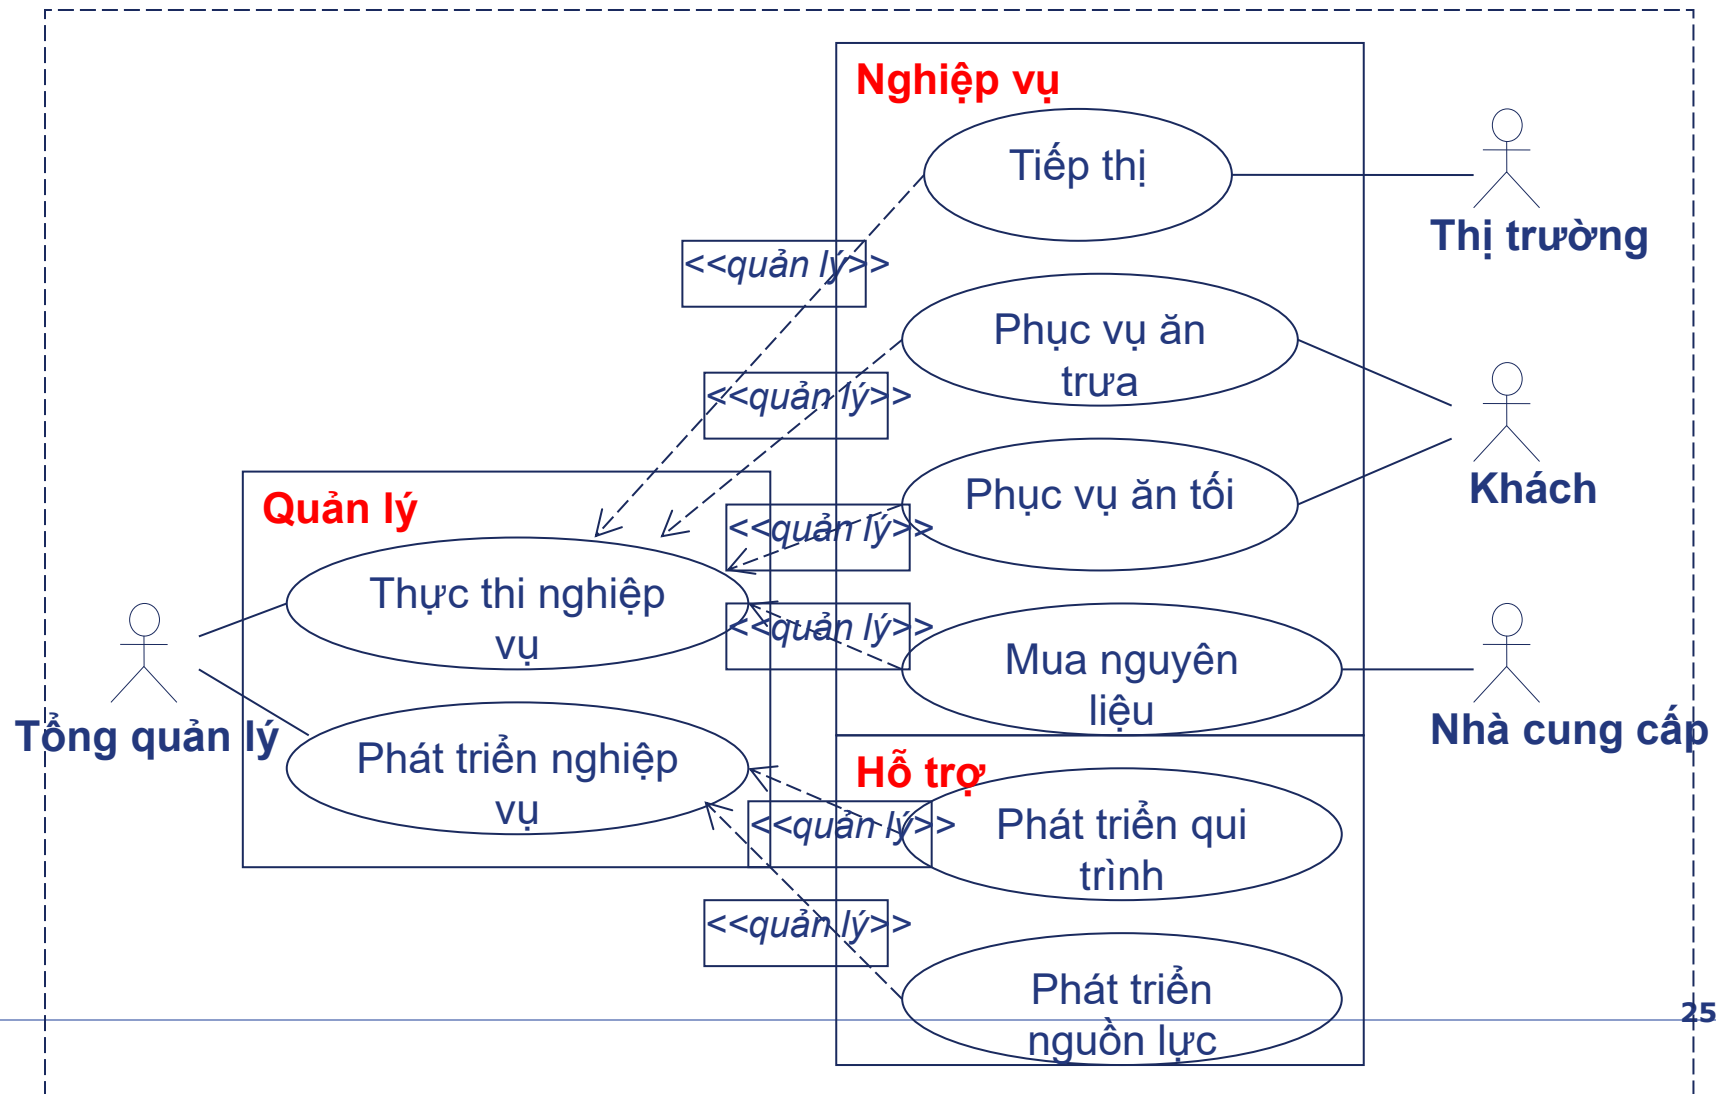 Nghiệp vụ
Tiếp thị
Thị trường
<<quản lý>>
Phục vụ ăn
trưa
<<quản lý>>
Khách
Phục vụ ăn tối
Quản lý
<<quản lý>>
Thực thi nghiệp
vụ
<<quản lý>>
Mua nguyên
liệu
Tổng quản lý
Nhà cung cấp
Phát triển nghiệp
vụ
Hỗ trợ
<<quản lý>>
Phát triển qui
trình
<<quản lý>>
Phát triển
nguồn lực
25